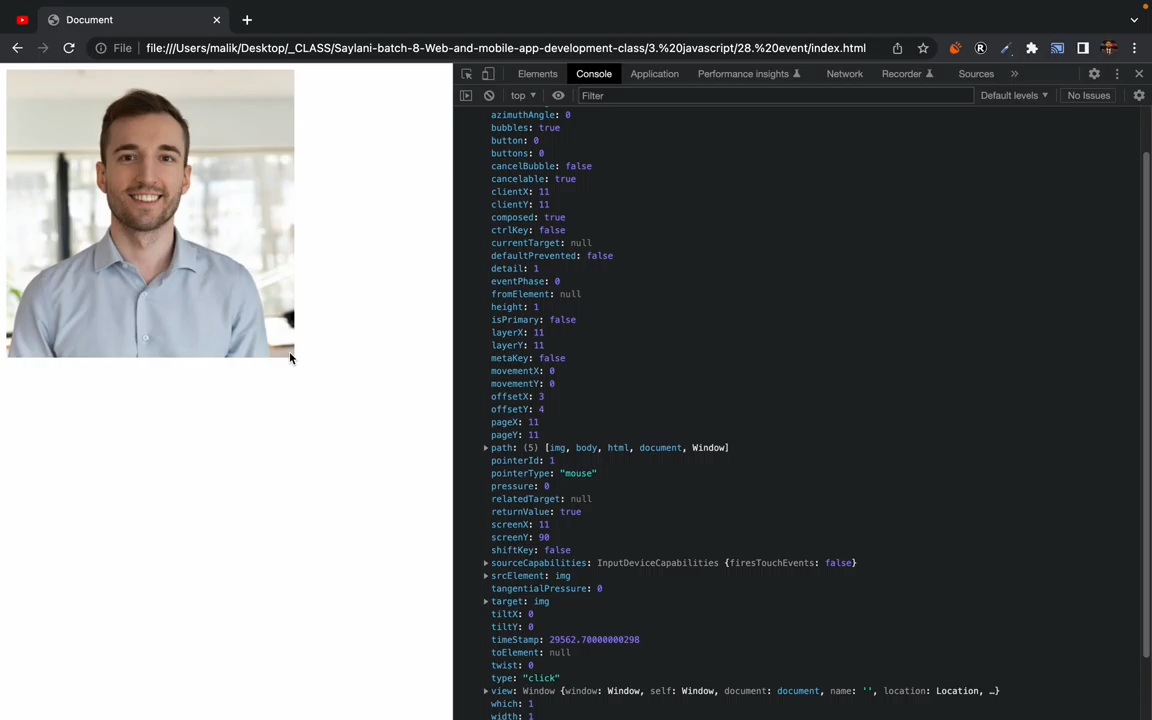 Document
File file:///Users/malik/Desktop/_CLASS/Saylani-batch-8-Web-and-mobile-app-development-class/3.%20javascript/28.%20event/index.html
Elements Console Application Performance insights Network Recorder Sources »
top Filter Default levels No Issues
azimuthAngle: 0
bubbles: true
button: 0
buttons: 0
cancelBubble: false
cancelable: true
clientX: 11
clientY: 11
composed: true
ctrlKey: false
currentTarget: null
defaultPrevented: false
detail: 1
eventPhase: 0
fromElement: null
height: 1
isPrimary: false
layerX: 11
layerY: 11
metaKey: false
movementX: 0
movementY: 0
offsetX: 3
offsetY: 4
pageX: 11
pageY: 11
path: (5) [img, body, html, document, Window]
pointerId: 1
pointerType: "mouse"
pressure: 0
relatedTarget: null
returnValue: true
screenX: 11
screenY: 90
shiftKey: false
sourceCapabilities: InputDeviceCapabilities {firesTouchEvents: false}
srcElement: img
tangentialPressure: 0
target: img
tiltX: 0
tiltY: 0
timeStamp: 29562.70000000298
toElement: null
twist: 0
type: "click"
view: Window {window: Window, self: Window, document: document, name: '', location: Location, …}
which: 1
width: 1